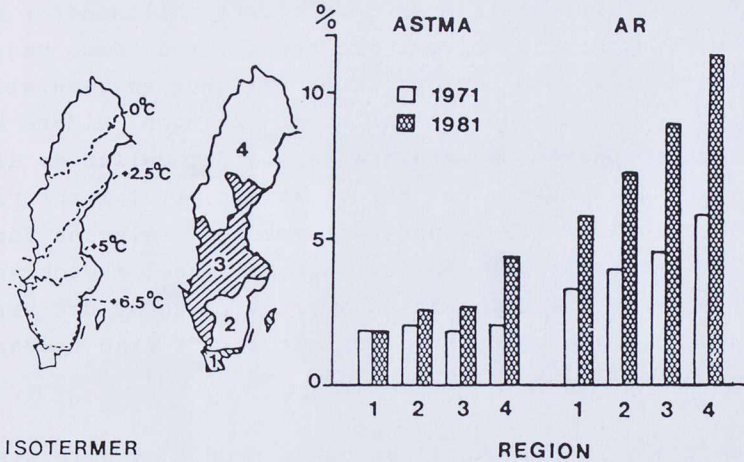 %
ASTMA AR
10
1971
1981
5
0
0°C
+2.5°C
+5°C
+6.5°C
4
3
2
1
1 2 3 4 1 2 3 4
ISOTERMER
REGION